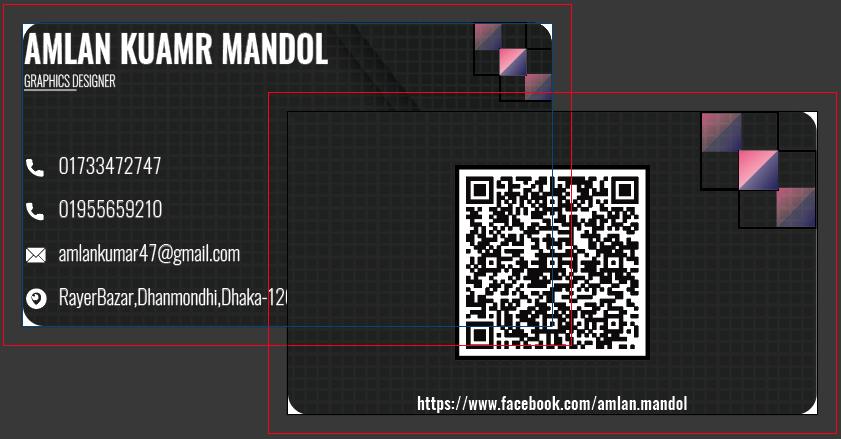 AMLAN KUAMR MANDOL
GRAPHICS DESIGNER
01733472747
01955659210
amlankumar47@gmail.com
RayerBazar,Dhanmondhi,Dhaka-120
https://www.facebook.com/amlan.mandol